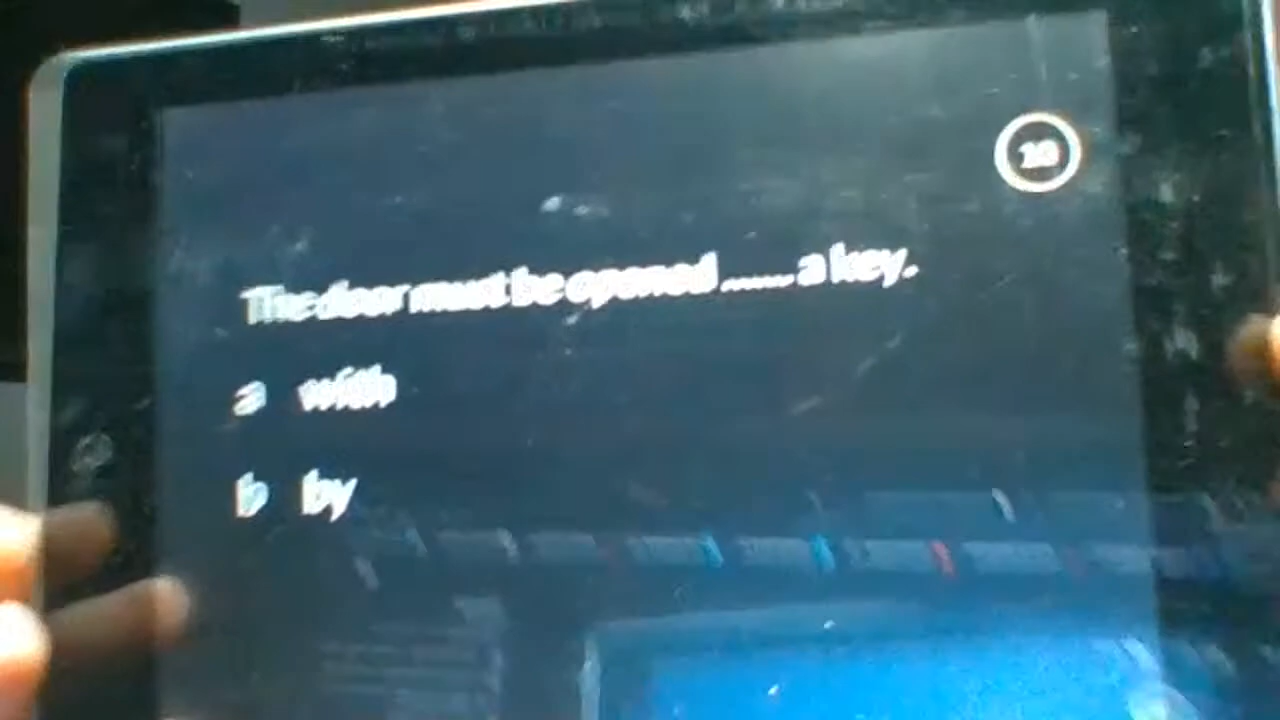 The door must be opened ....... a key.
a with
b by